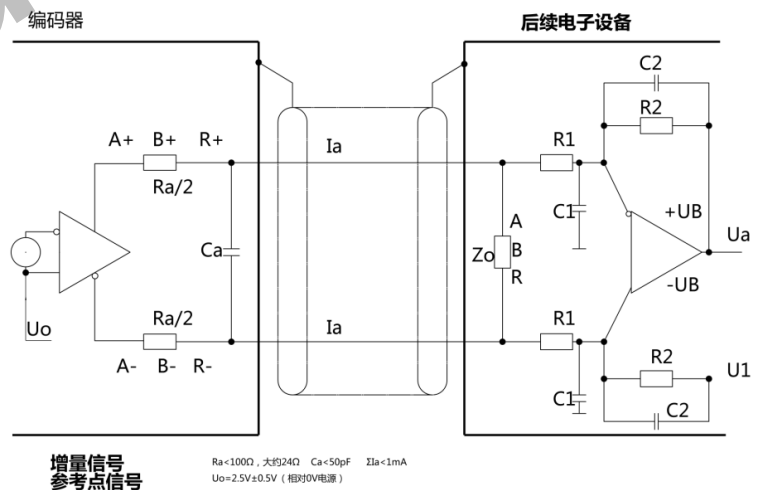 编码器
后续电子设备
C2
R2
A+ B+ R+
Ia
R1
Ra/2
C1
+UB
A
Ua
Ca
Zo
B
R
-UB
Uo
Ra/2
Ia
R1
A- B- R-
R2
U1
C1
C2
增量信号
参考点信号
Ra<100Ω，大约24Ω Ca<50pF ΣIa<1mA
Uo=2.5V±0.5V（相对0V电源）